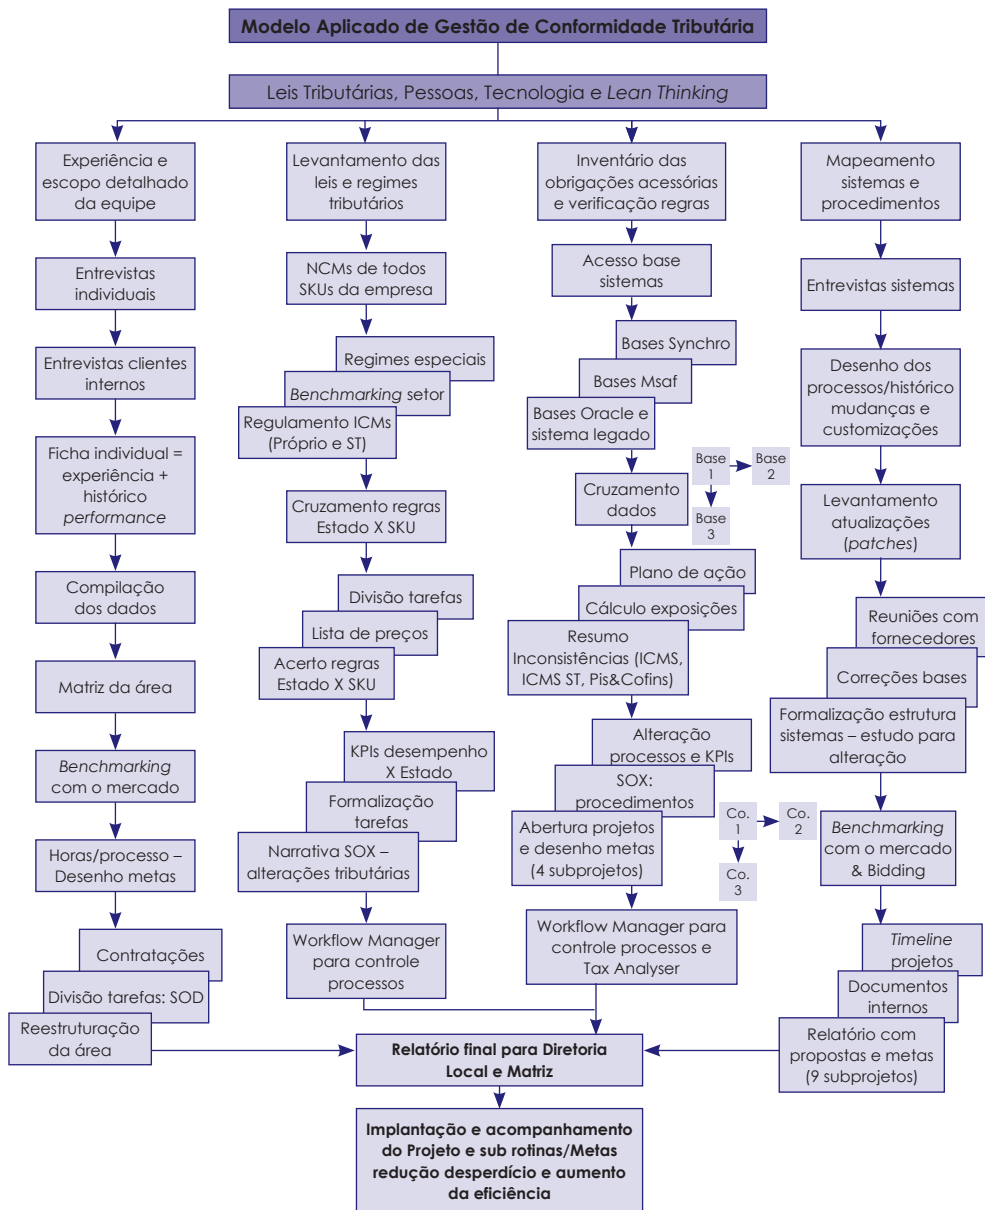 Modelo Aplicado de Gestão de Conformidade Tributária
Leis Tributárias, Pessoas, Tecnologia e Lean Thinking
Experiência e
escopo detalhado
da equipe
Entrevistas
individuais
Entrevistas clientes
internos
Ficha individual =
experiência +
histórico
performance
Compilação
dos dados
Matriz da área
Benchmarking
com o mercado
Horas/processo –
Desenho metas
Contratações
Divisão tarefas: SOD
Reestruturação
da área
Levantamento das
leis e regimes
tributários
NCMs de todos
SKUs da empresa
Regimes especiais
Benchmarking setor
Regulamento ICMs
(Próprio e ST)
Cruzamento regras
Estado X SKU
Divisão tarefas
Lista de preços
Acerto regras
Estado X SKU
KPIs desempenho
X Estado
Formalização
tarefas
Narrativa SOX –
alterações tributárias
Workflow Manager
para controle
processos
Inventário das
obrigações acessórias
e verificação regras
Acesso base
sistemas
Bases Synchro
Bases Msaf
Bases Oracle e
sistema legado
Cruzamento
dados
Base
1
Base
2
Base
3
Plano de ação
Cálculo exposições
Resumo
Inconsistências (ICMS,
ICMS ST, Pis&Cofins)
Alteração
processos e KPIs
SOX:
procedimentos
Abertura projetos
e desenho metas
(4 subprojetos)
Co.
1
Co.
2
Co.
3
Workflow Manager para
controle processos e
Tax Analyser
Mapeamento
sistemas e
procedimentos
Entrevistas sistemas
Desenho dos
processos/histórico
mudanças e
customizações
Levantamento
atualizações
(patches)
Reuniões com
fornecedores
Correções bases
Formalização estrutura
sistemas – estudo para
alteração
Benchmarking
com o mercado
& Bidding
Timeline
projetos
Documentos
internos
Relatório com
propostas e metas
(9 subprojetos)
Relatório final para Diretoria
Local e Matriz
Implantação e acompanhamento
do Projeto e sub rotinas/Metas
redução desperdício e aumento
da eficiência